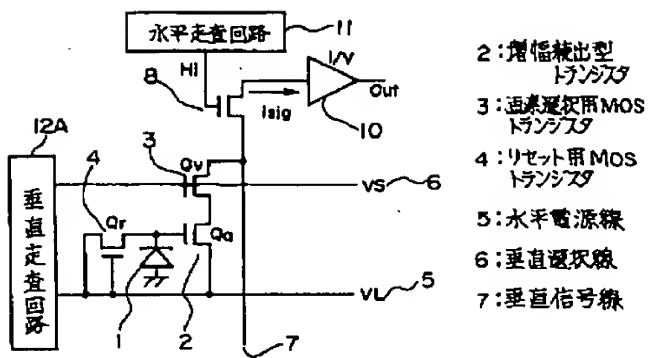 水平走査回路
11
Hi
8
I/V
Isig
Out
10
12A
4
3
Qv
VS
6
垂直走査回路
Qr
Qa
VL
5
1
2
7
2:増幅読出型
トランジスタ
3:画素選択用MOS
トランジスタ
4:リセット用MOS
トランジスタ
5:水平電源線
6:垂直選択線
7:垂直信号線